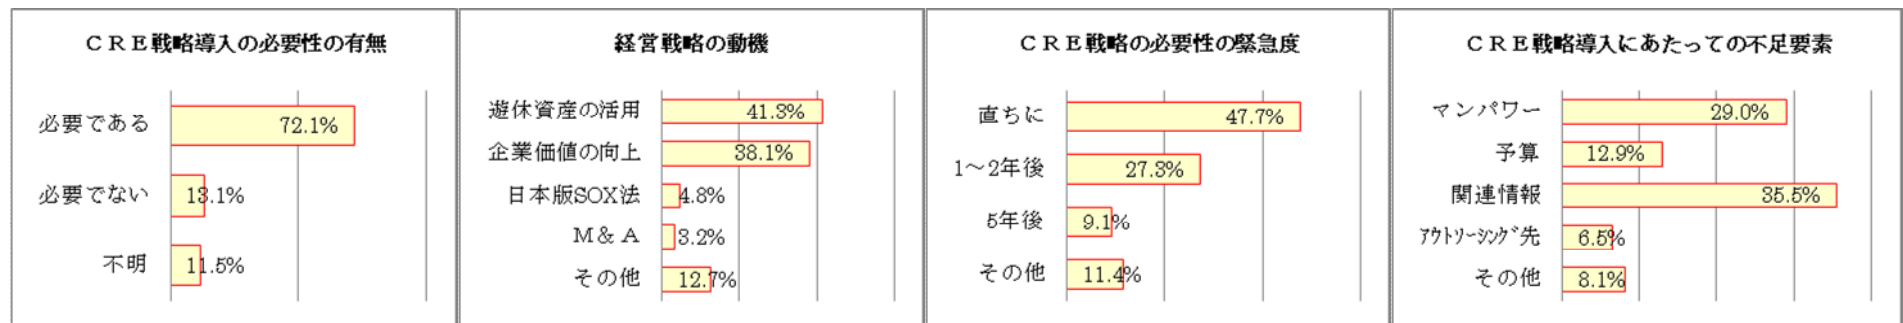 ＣＲＥ戦略導入の必要性の有無
必要である 72.1%
必要でない 13.1%
不明 11.5%
経営戦略の動機
遊休資産の活用 41.3%
企業価値の向上 38.1%
日本版SOX法 4.8%
Ｍ＆Ａ 3.2%
その他 12.7%
ＣＲＥ戦略の必要性の緊急度
直ちに 47.7%
1～2年後 27.3%
5年後 9.1%
その他 11.4%
ＣＲＥ戦略導入にあたっての不足要素
マンパワー 29.0%
予算 12.9%
関連情報 35.5%
ｱｳﾄｿｰｼﾝｸﾞ先 6.5%
その他 8.1%